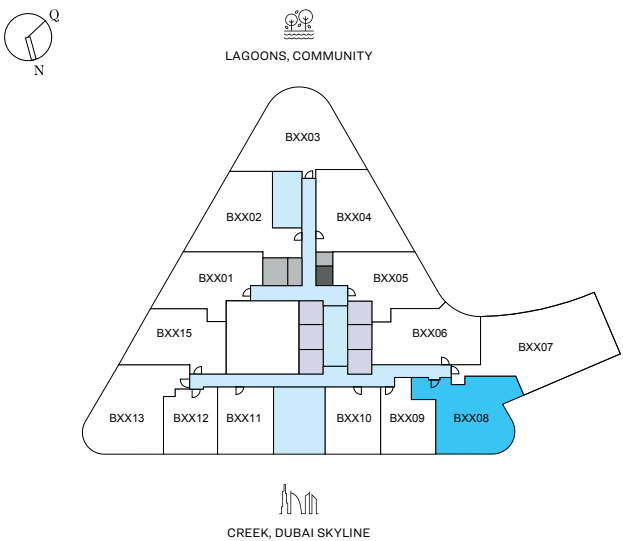 Q
N
LAGOONS, COMMUNITY
BXX03
BXX02
BXX04
BXX01
BXX05
BXX15
BXX06
BXX07
BXX13
BXX12
BXX11
BXX10
BXX09
BXX08
CREEK, DUBAI SKYLINE